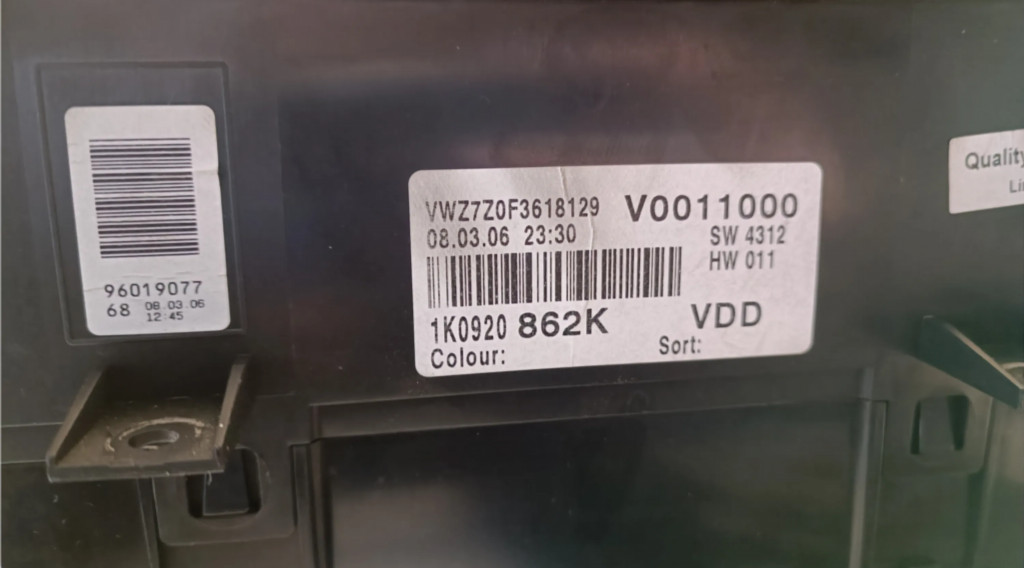 96019077
68 08.03.06
12:45
VWZ7Z0F3618129 V0011000
08.03.06 23:30 SW 4312
HW 011
1K0920 862K VDD
Colour: Sort:
Quality